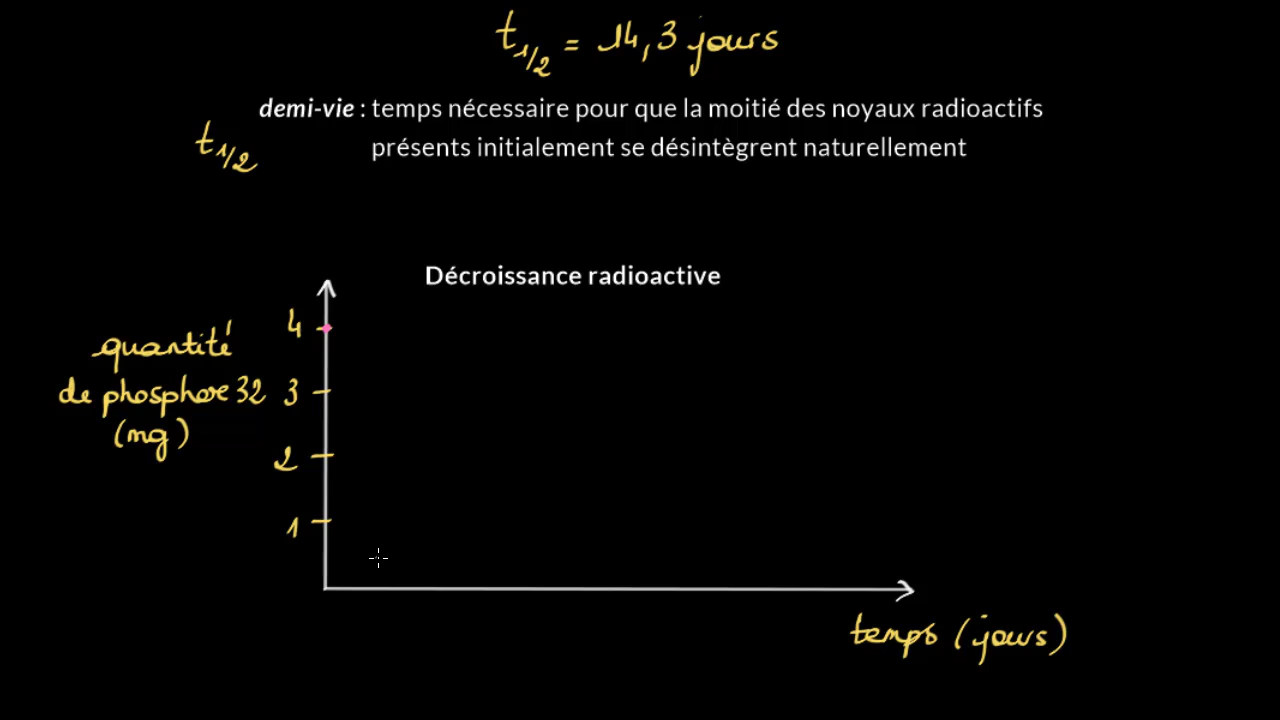 t1/2 = 14,3 jours
demi-vie : temps nécessaire pour que la moitié des noyaux radioactifs
t1/2
présents initialement se désintègrent naturellement
Décroissance radioactive
4
quantité
de phosphore 32
(mg)
3
2
1
temps (jours)